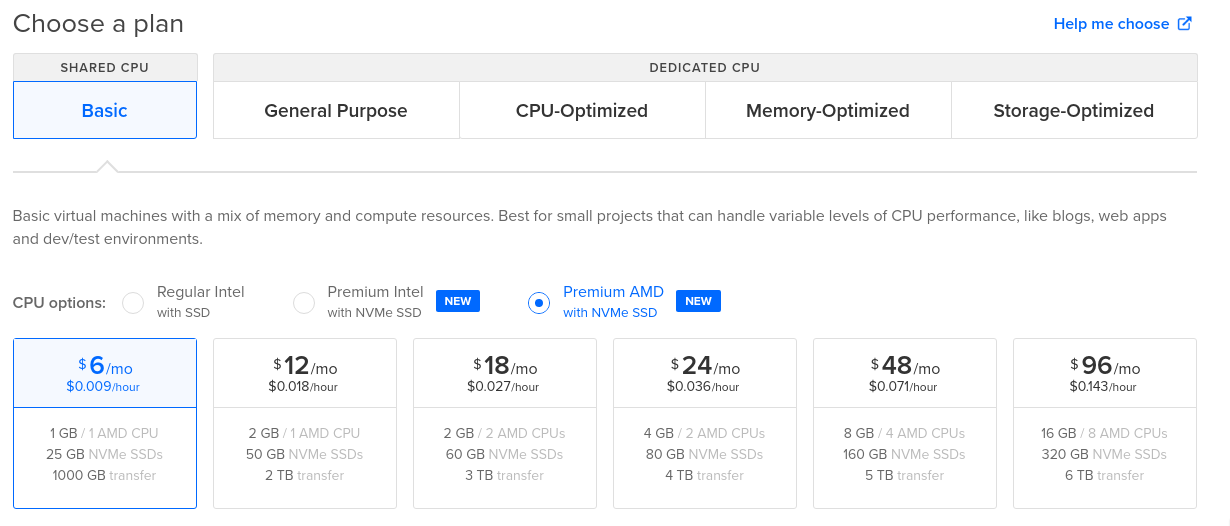 Choose a plan
Help me choose
SHARED CPU
DEDICATED CPU
Basic
General Purpose
CPU-Optimized
Memory-Optimized
Storage-Optimized
Basic virtual machines with a mix of memory and compute resources. Best for small projects that can handle variable levels of CPU performance, like blogs, web apps
and dev/test environments.
CPU options:
Regular Intel
with SSD
Premium Intel
with NVMe SSD
NEW
Premium AMD
with NVMe SSD
NEW
$6/mo
$0.009/hour
1 GB / 1 AMD CPU
25 GB NVMe SSDs
1000 GB transfer
$12/mo
$0.018/hour
2 GB / 1 AMD CPU
50 GB NVMe SSDs
2 TB transfer
$18/mo
$0.027/hour
2 GB / 2 AMD CPUs
60 GB NVMe SSDs
3 TB transfer
$24/mo
$0.036/hour
4 GB / 2 AMD CPUs
80 GB NVMe SSDs
4 TB transfer
$48/mo
$0.071/hour
8 GB / 4 AMD CPUs
160 GB NVMe SSDs
5 TB transfer
$96/mo
$0.143/hour
16 GB / 8 AMD CPUs
320 GB NVMe SSDs
6 TB transfer